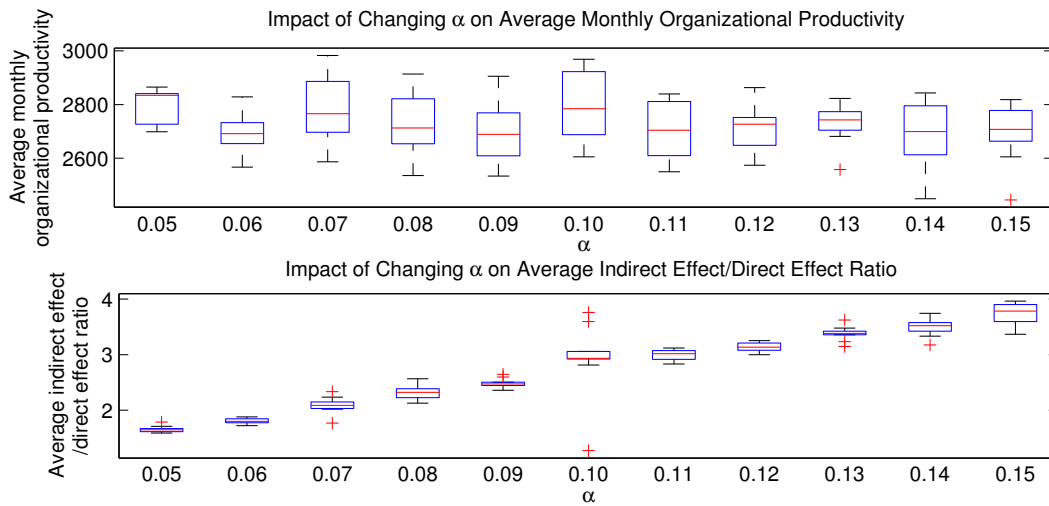 Impact of Changing α on Average Monthly Organizational Productivity
Average monthly
organizational productivity
3000
2800
2600
0.05 0.06 0.07 0.08 0.09 0.10 0.11 0.12 0.13 0.14 0.15
α
Impact of Changing α on Average Indirect Effect/Direct Effect Ratio
Average indirect effect
/direct effect ratio
4
3
2
0.05 0.06 0.07 0.08 0.09 0.10 0.11 0.12 0.13 0.14 0.15
α